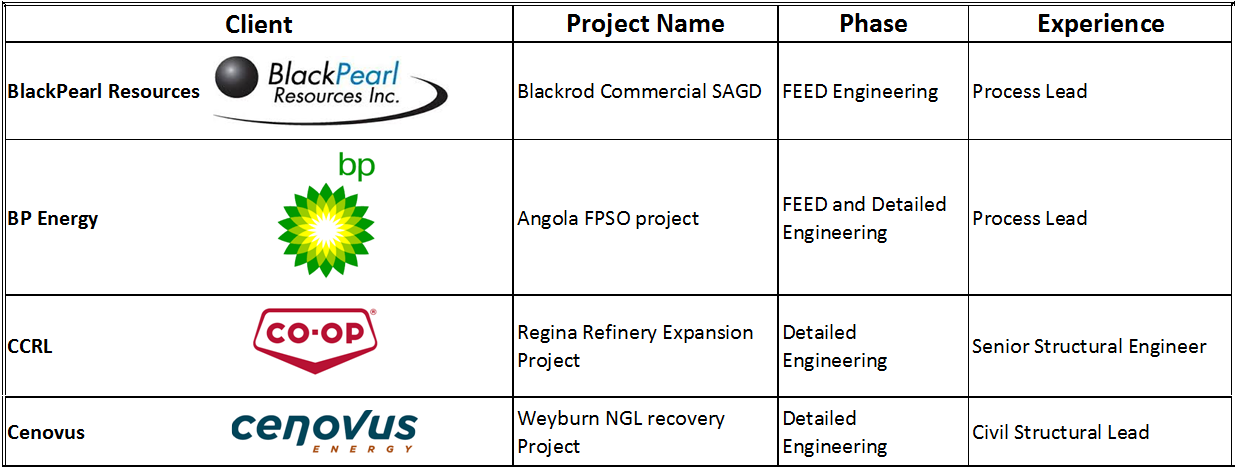 Client Project Name Phase Experience
BlackPearl Resources BlackPearl Resources Inc. Blackrod Commercial SAGD FEED Engineering Process Lead
bp
BP Energy Angola FPSO project FEED and Detailed Engineering Process Lead
CCRL CO-OP® Regina Refinery Expansion Project Detailed Engineering Senior Structural Engineer
Cenovus cenovus ENERGY Weyburn NGL recovery Project Detailed Engineering Civil Structural Lead